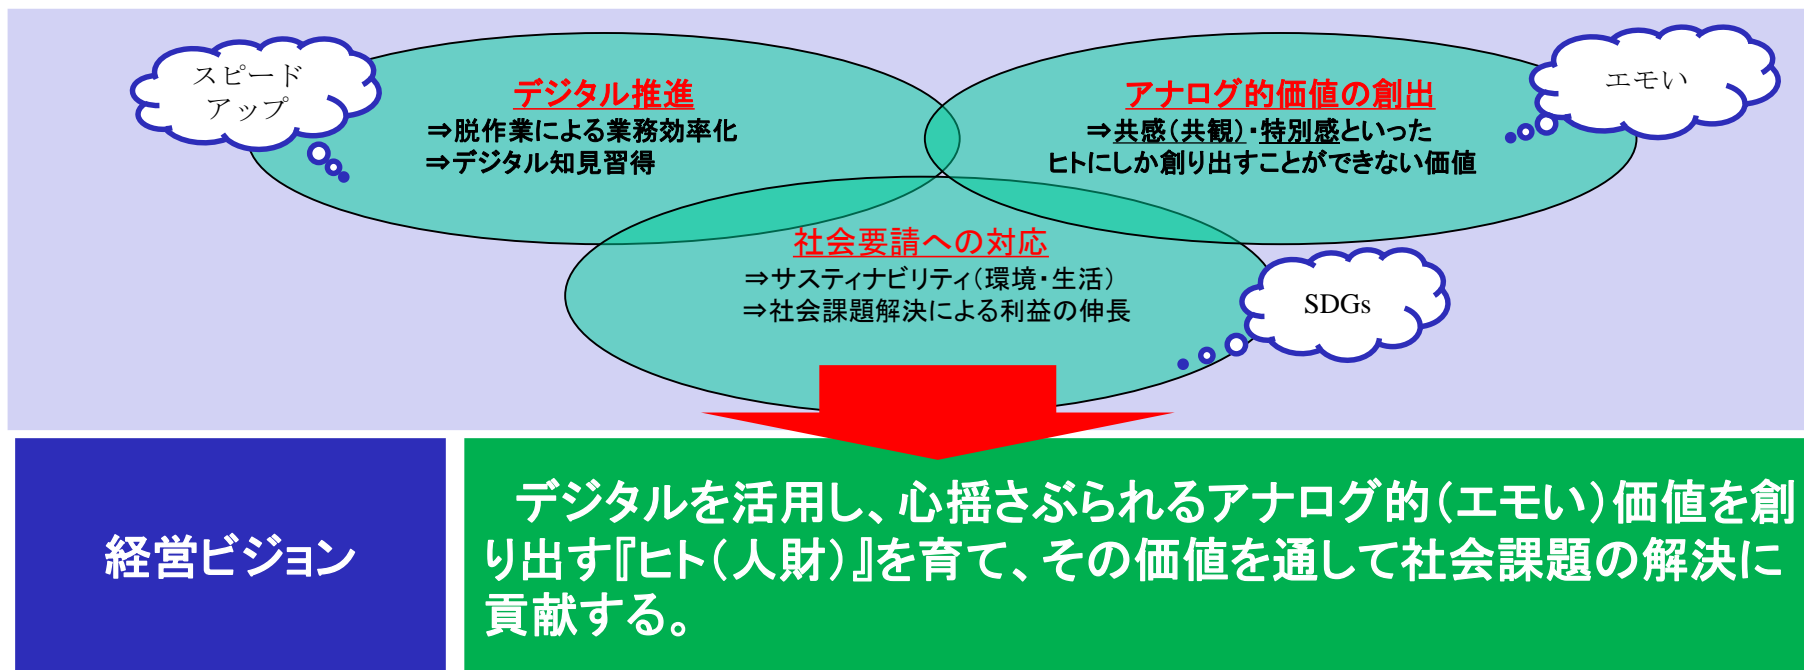 スピード
アップ
デジタル推進
⇒脱作業による業務効率化
⇒デジタル知見習得
アナログ的価値の創出
⇒共感(共観)・特別感といった
ヒトにしか創り出すことができない価値
エモい
社会要請への対応
⇒サスティナビリティ(環境・生活)
⇒社会課題解決による利益の伸長
SDGs
経営ビジョン
デジタルを活用し、心揺さぶられるアナログ的(エモい)価値を創
り出す『ヒト(人財)』を育て、その価値を通して社会課題の解決に
貢献する。